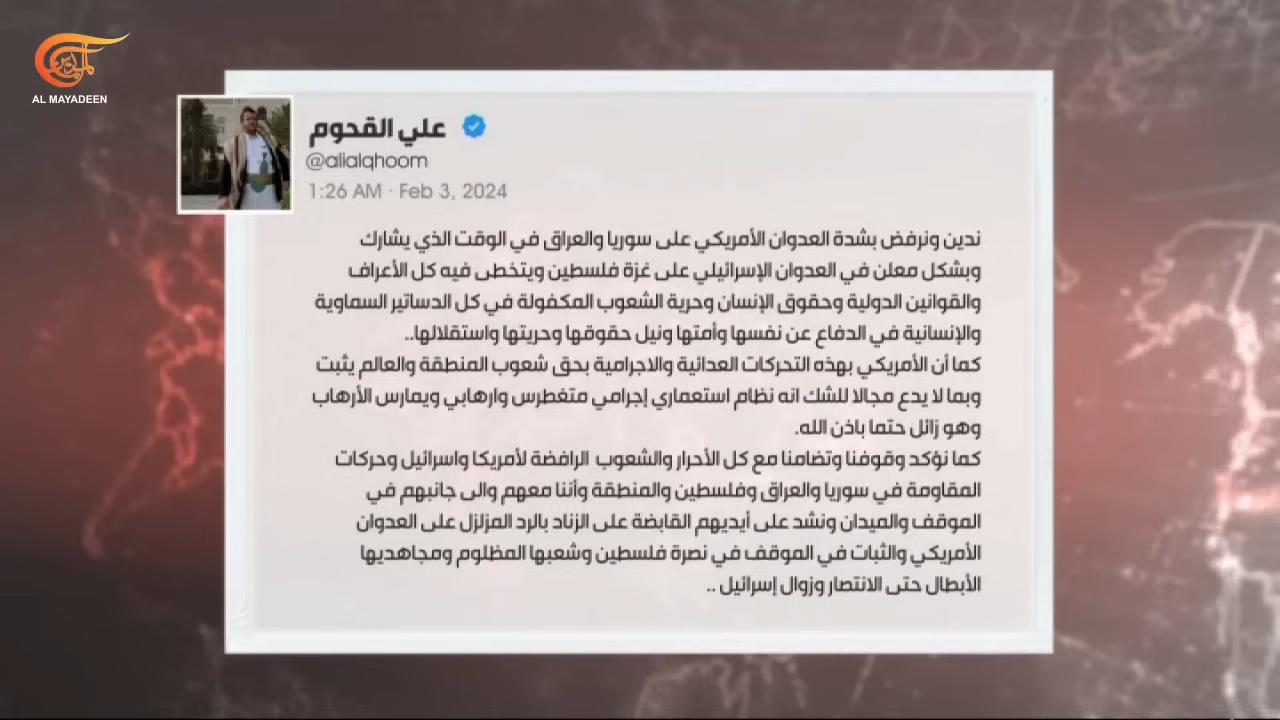 AL MAYADEEN
علي القحوم
@alialqhoom
1:26 AM · Feb 3, 2024
ندين ونرفض بشدة العدوان الأمريكي على سوريا والعراق في الوقت الذي يشارك
وبشكل معلن في العدوان الإسرائيلي على غزة فلسطين ويتخطى فيه كل الأعراف
والقوانين الدولية وحقوق الإنسان وحرية الشعوب المكفولة في كل الدساتير السماوية
والإنسانية في الدفاع عن نفسها وأمتها ونيل حقوقها وحريتها واستقلالها..
كما أن الأمريكي بهذه التحركات العدائية والاجرامية بحق شعوب المنطقة والعالم يثبت
وبما لا يدع مجالا للشك انه نظام استعماري إجرامي متغطرس وارهابي ويمارس الأرهاب
وهو زائل حتما باذن الله.
كما نؤكد وقوفنا وتضامننا مع كل الأحرار والشعوب الرافضة لأمريكا واسرائيل وحركات
المقاومة في سوريا والعراق وفلسطين والمنطقة وأننا معهم والى جانبهم في
الموقف والميدان ونشد على أيديهم القابضة على الزناد بالرد المزلزل على العدوان
الأمريكي والثبات في الموقف في نصرة فلسطين وشعبها المظلوم ومجاهديها
الأبطال حتى الانتصار وزوال إسرائيل ..